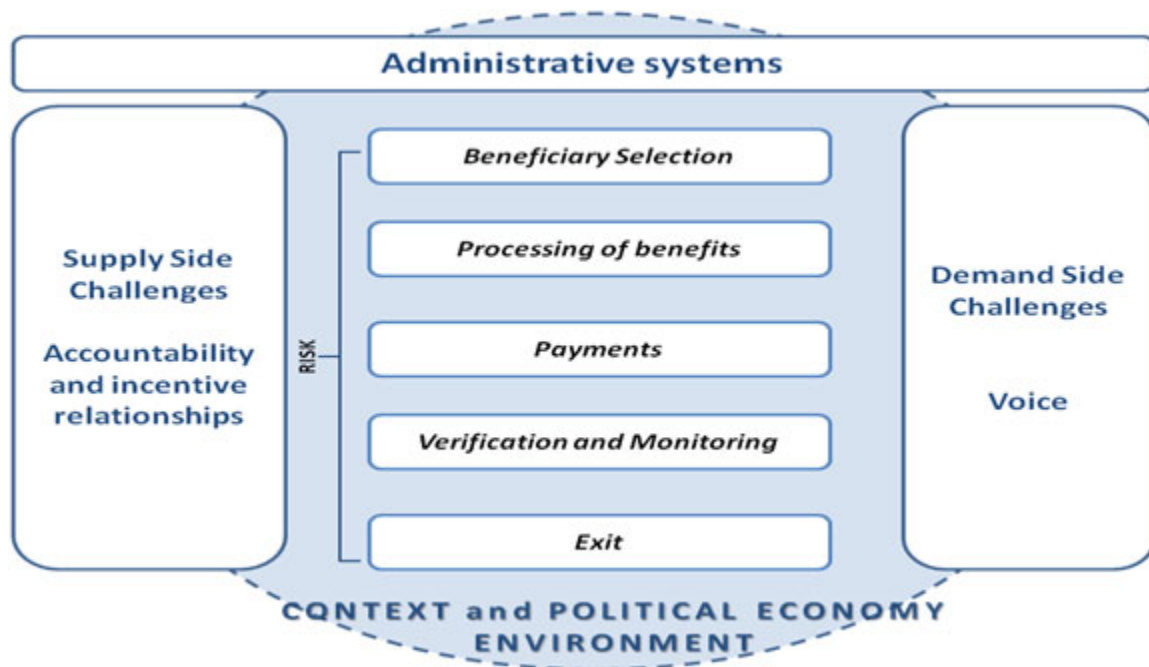 Administrative systems
Supply Side
Challenges
Accountability
and incentive
relationships
RISK
Beneficiary Selection
Processing of benefits
Payments
Verification and Monitoring
Exit
Demand Side
Challenges
Voice
CONTEXT and POLITICAL ECONOMY
ENVIRONMENT